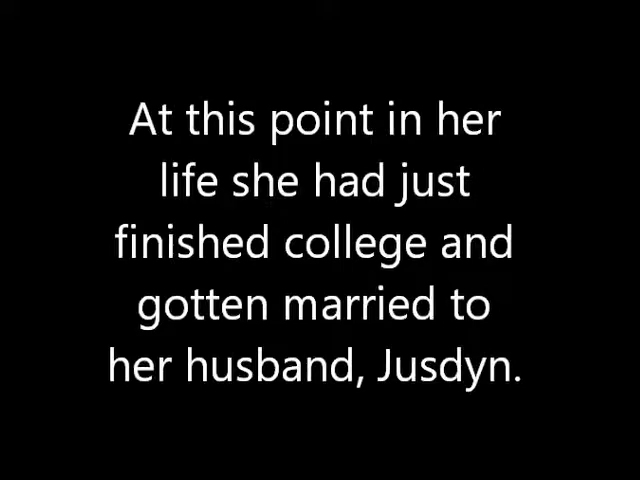 At this point in her
life she had just
finished college and
gotten married to
her husband, Jusdyn.